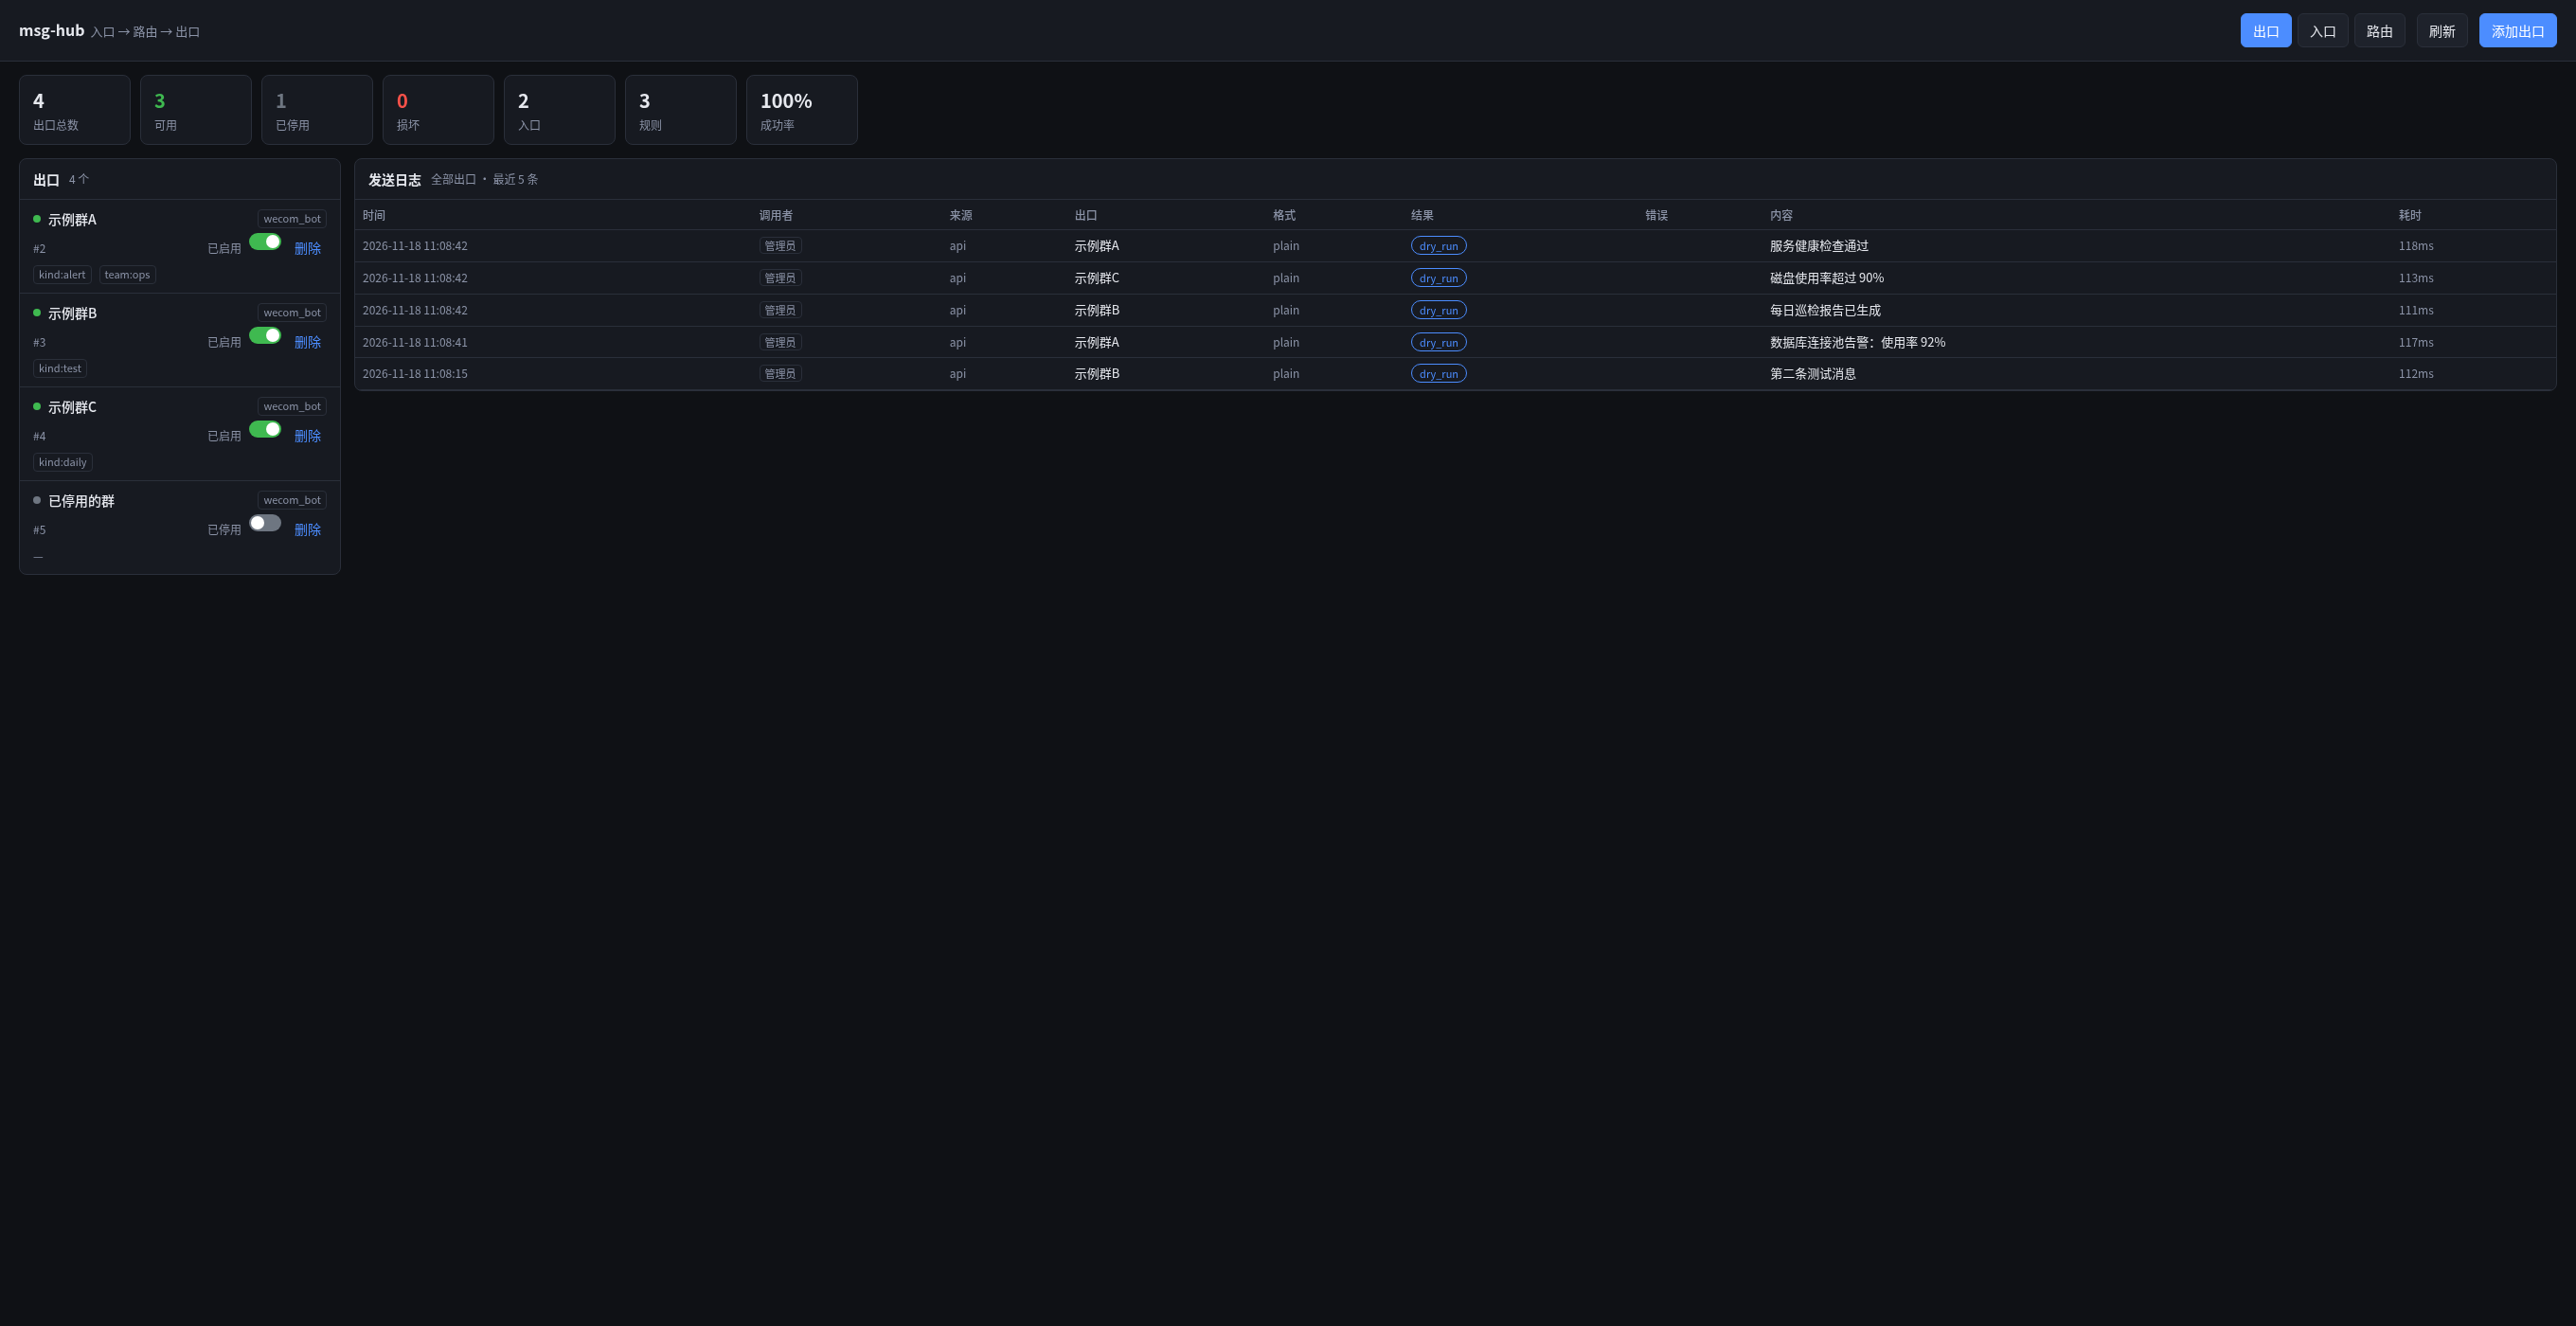 msg-hub 入口 → 路由 → 出口
出口 入口 路由 刷新 添加出口
4 3 1 0 2 3 100%
出口总数 可用 已停用 损坏 入口 规则 成功率
出口 4 个
示例群A wecom_bot
#2 已启用 删除
kind:alert team:ops
示例群B wecom_bot
#3 已启用 删除
kind:test
示例群C wecom_bot
#4 已启用 删除
kind:daily
已停用的群 wecom_bot
#5 已停用 删除
—
发送日志 全部出口 · 最近 5 条
时间 调用者 来源 出口 格式 结果 错误 内容 耗时
2026-11-18 11:08:42 管理员 api 示例群A plain dry_run 服务健康检查通过 118ms
2026-11-18 11:08:42 管理员 api 示例群C plain dry_run 磁盘使用率超过 90% 113ms
2026-11-18 11:08:42 管理员 api 示例群B plain dry_run 每日巡检报告已生成 111ms
2026-11-18 11:08:41 管理员 api 示例群A plain dry_run 数据库连接池告警：使用率 92% 117ms
2026-11-18 11:08:15 管理员 api 示例群B plain dry_run 第二条测试消息 112ms